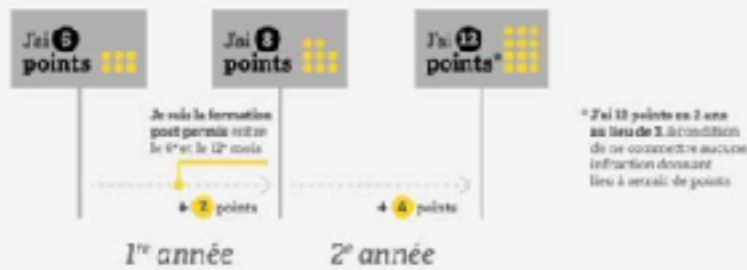 J'ai 6
points
J'ai 8
points
J'ai 12
points*
Je suis la formation
post permis entre
le 6e et le 12e mois
+ 2 points
+ 4 points
1re année
2e année
* J'ai 12 points en 2 ans
au lieu de 3, à condition
de ne commettre aucune
infraction donnant
lieu à retrait de points